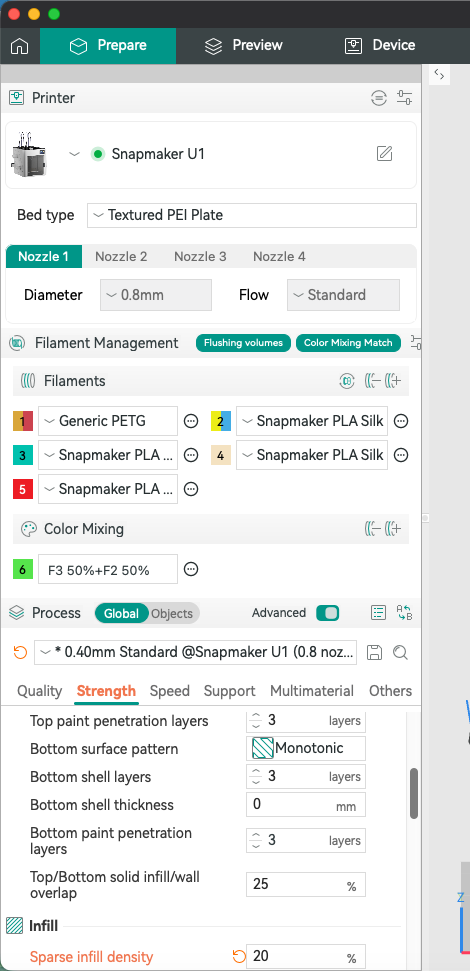 Prepare Preview Device
Printer
Snapmaker U1
Bed type Textured PEI Plate
Nozzle 1 Nozzle 2 Nozzle 3 Nozzle 4
Diameter 0.8mm Flow Standard
Filament Management Flushing volumes Color Mixing Match
Filaments
1 Generic PETG 2 Snapmaker PLA Silk
3 Snapmaker PLA ... 4 Snapmaker PLA Silk
5 Snapmaker PLA ...
Color Mixing
6 F3 50%+F2 50%
Process Global Objects Advanced A B
* 0.40mm Standard @Snapmaker U1 (0.8 noz...
Quality Strength Speed Support Multimaterial Others
Top paint penetration layers 3 layers
Bottom surface pattern Monotonic
Bottom shell layers 3 layers
Bottom shell thickness 0 mm
Bottom paint penetration
layers 3 layers
Top/Bottom solid infill/wall
overlap 25 %
Infill
Sparse infill density 20 %
Z